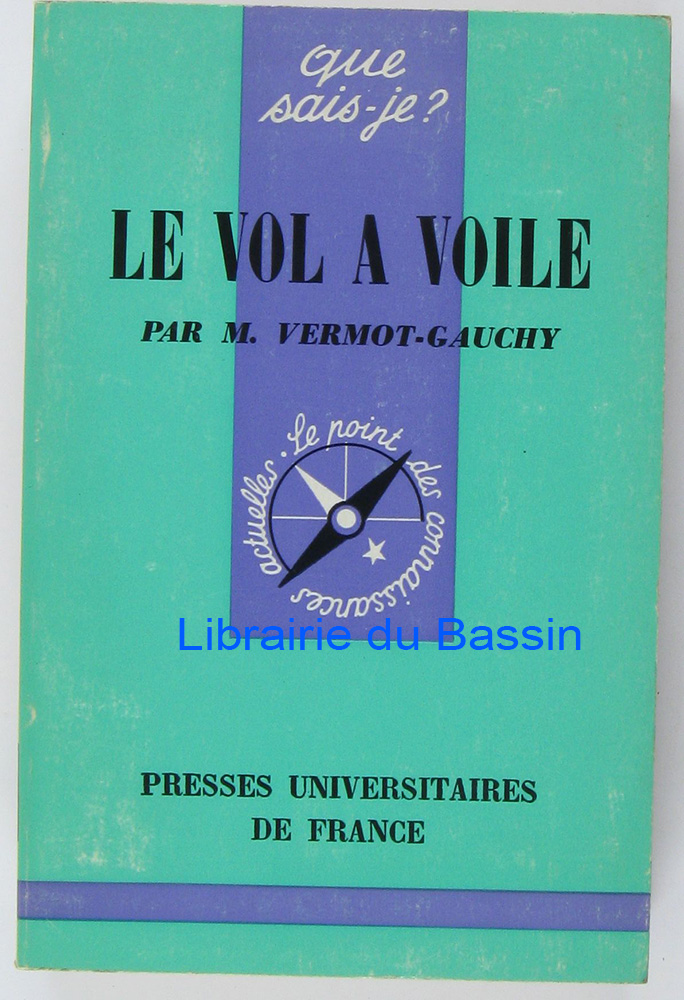 que
sais-je?
LE VOL A VOILE
PAR M. VERMOT-GAUCHY
Le point des connaissances actuelles.
Librairie du Bassin
PRESSES UNIVERSITAIRES
DE FRANCE